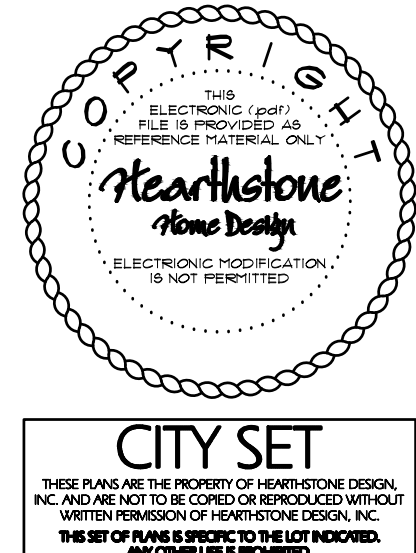 COPYRIGHT
THIS
ELECTRONIC (.pdf)
FILE IS PROVIDED AS
REFERENCE MATERIAL ONLY
Hearthstone
Home Design
ELECTRIONIC MODIFICATION
IS NOT PERMITTED
CITY SET
THESE PLANS ARE THE PROPERTY OF HEARTHSTONE DESIGN,
INC. AND ARE NOT TO BE COPIED OR REPRODUCED WITHOUT
WRITTEN PERMISSION OF HEARTHSTONE DESIGN, INC.
THIS SET OF PLANS IS SPECIFIC TO THE LOT INDICATED.
ANY OTHER USE IS PROHIBITED.